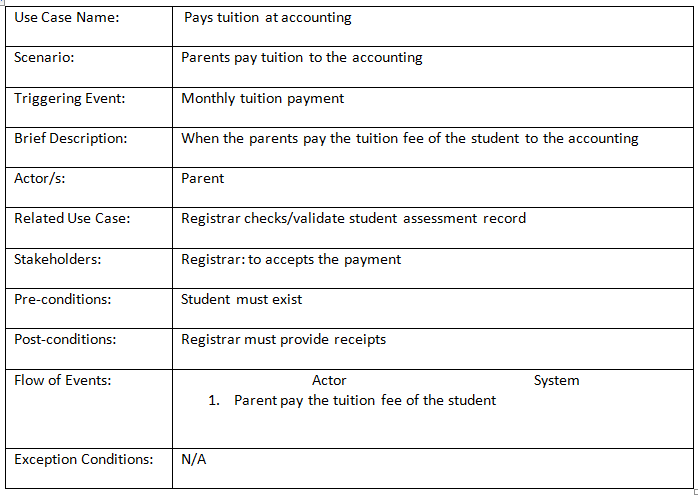 Use Case Name: Pays tuition at accounting
Scenario: Parents pay tuition to the accounting
Triggering Event: Monthly tuition payment
Brief Description: When the parents pay the tuition fee of the student to the accounting
Actor/s: Parent
Related Use Case: Registrar checks/validate student assessment record
Stakeholders: Registrar: to accepts the payment
Pre-conditions: Student must exist
Post-conditions: Registrar must provide receipts
Flow of Events: Actor System
1. Parent pay the tuition fee of the student
Exception Conditions: N/A